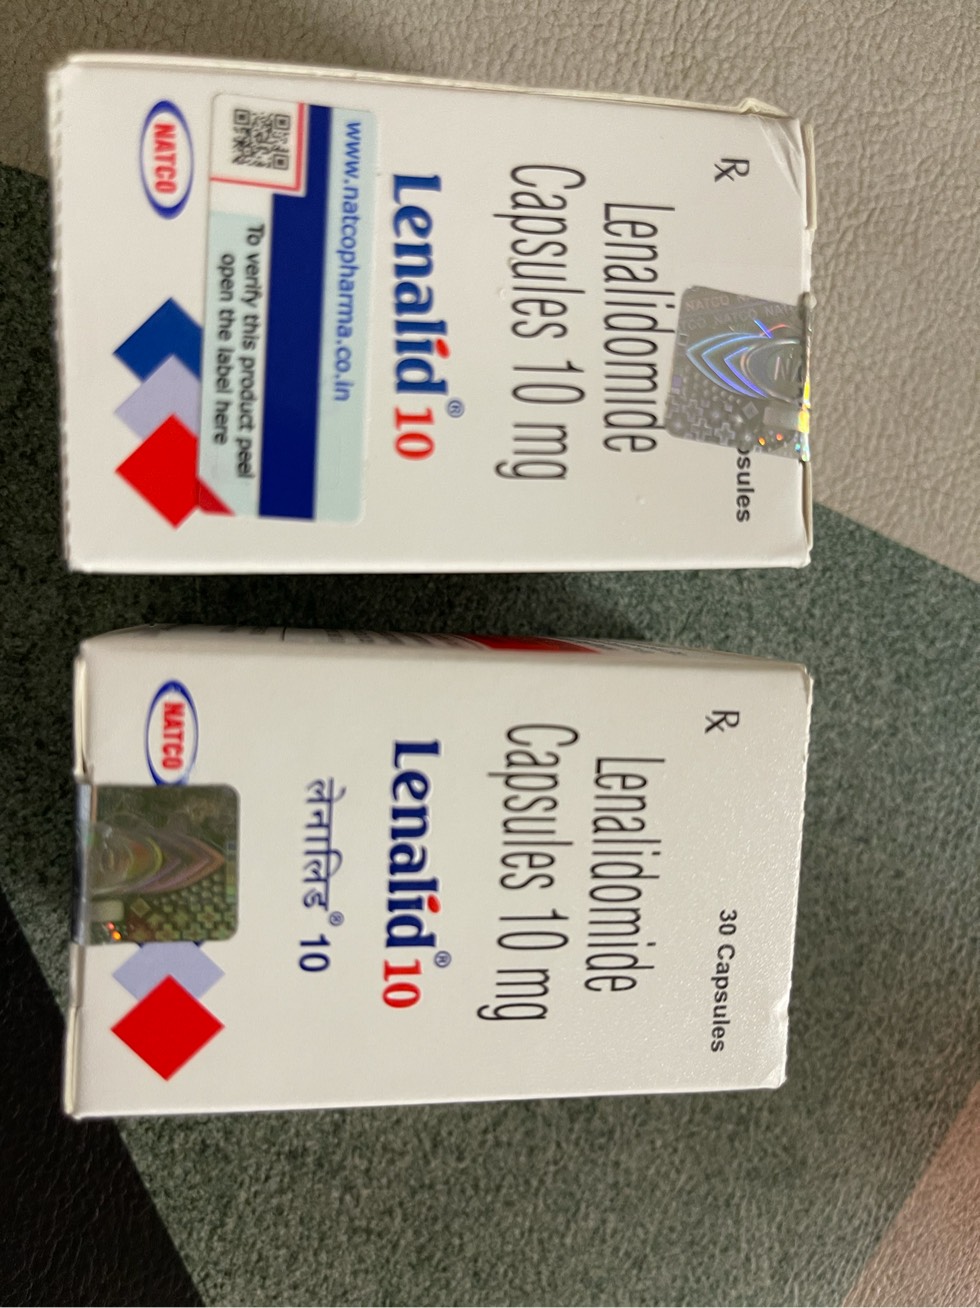 Rx
psules
Lenalidomide
Capsules 10 mg
Lenalid® 10
www.natcopharma.co.in
To verify this product peel
open the label here
NATCO
Rx
30 Capsules
Lenalidomide
Capsules 10 mg
Lenalid® 10
लेनालिड® 10
NATCO